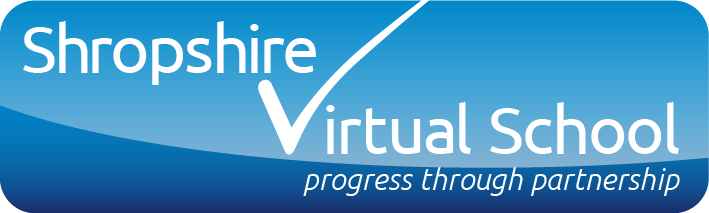 Shropshire
Virtual School
progress through partnership